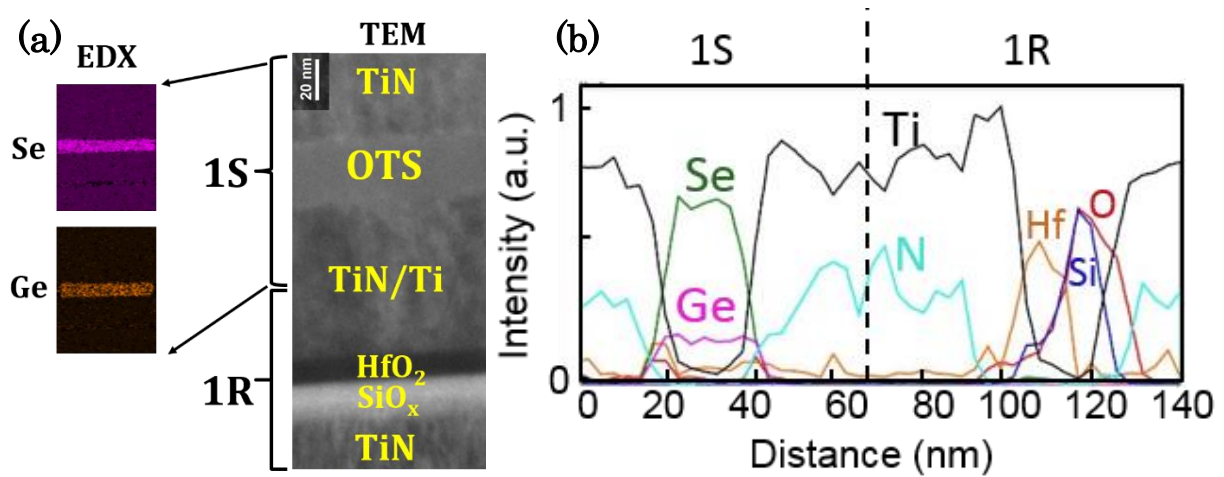 (a)
EDX
Se
Ge
1S
1R
TEM
20 nm
TiN
OTS
TiN/Ti
HfO₂
SiOₓ
TiN
(b)
1S
1R
Intensity (a.u.)
1
0
Ti
Se
Ge
N
Hf
Si
O
0 20 40 60 80 100 120 140
Distance (nm)